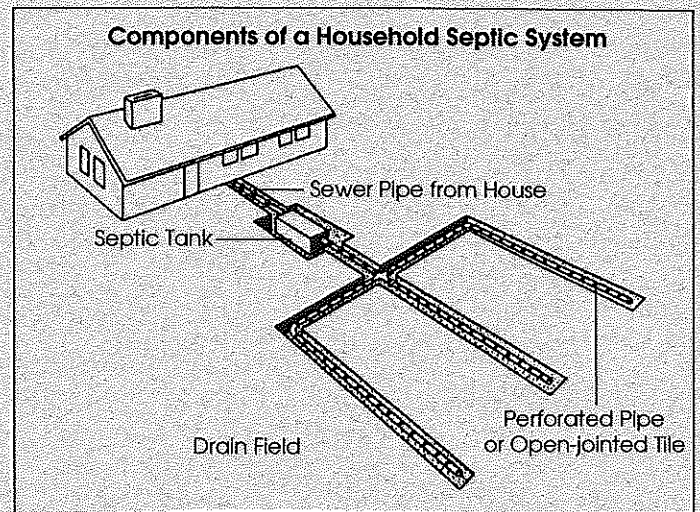 Components of a Household Septic System
Sewer Pipe from House
Septic Tank
Perforated Pipe
or Open-jointed Tile
Drain Field